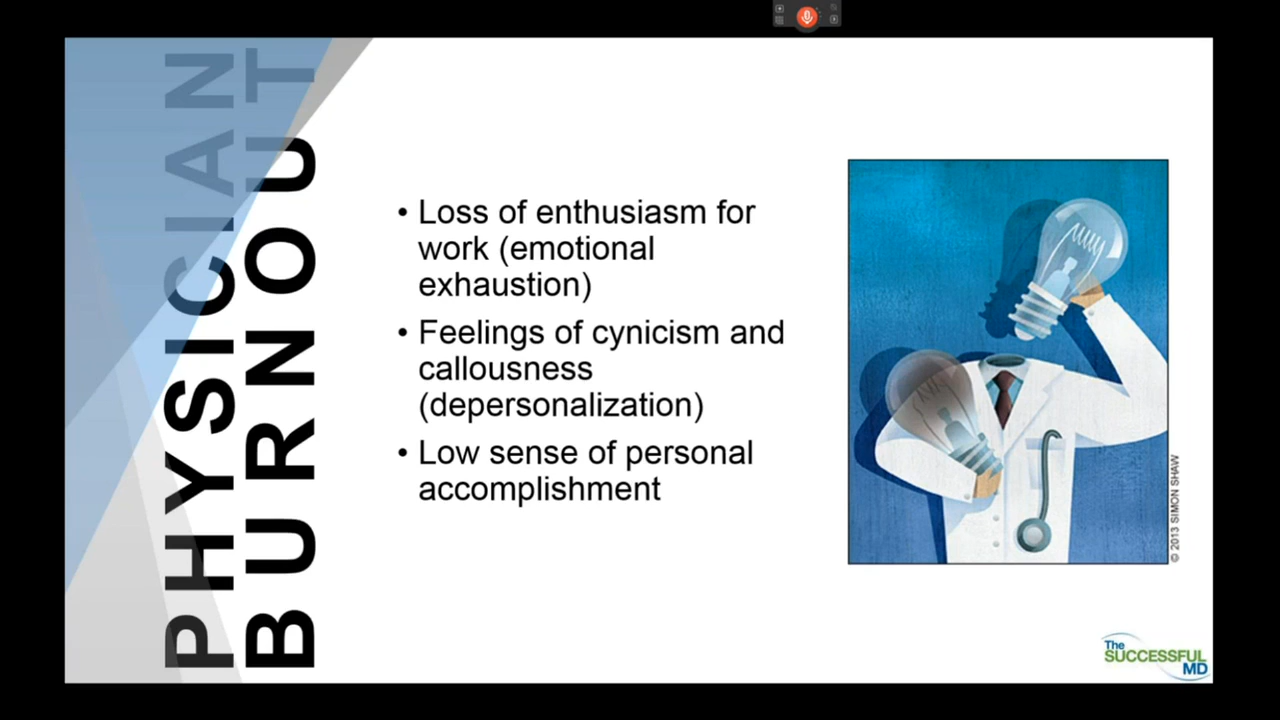 PHYSICIAN
BURNOUT
• Loss of enthusiasm for
work (emotional
exhaustion)
• Feelings of cynicism and
callousness
(depersonalization)
• Low sense of personal
accomplishment
© 2013 SIMON SHAW
The
SUCCESSFUL
MD